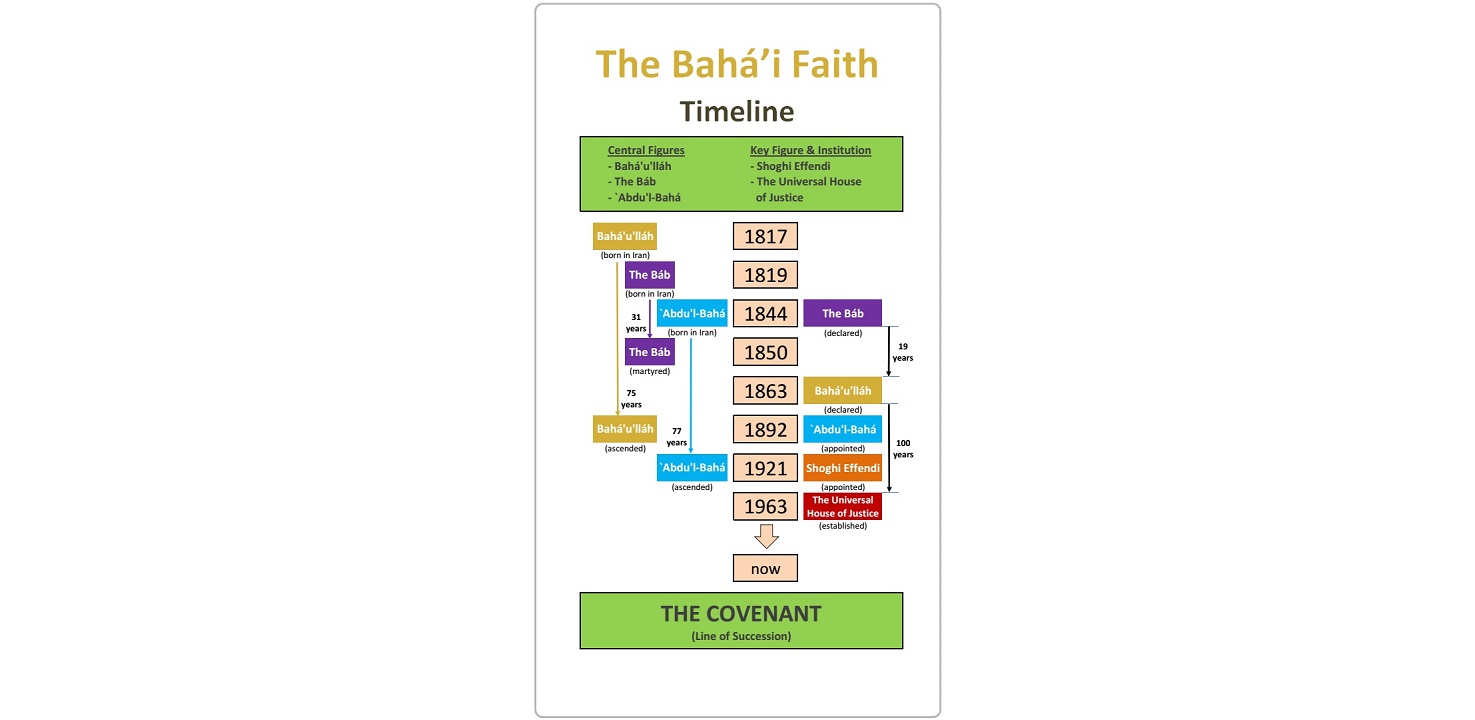 The Bahá’i Faith
Timeline
Central Figures
- Bahá'u'lláh
- The Báb
- `Abdu'l-Bahá
Key Figure & Institution
- Shoghi Effendi
- The Universal House
of Justice
Bahá'u'lláh
(born in Iran)
1817
The Báb
(born in Iran)
1819
31
years
`Abdu'l-Bahá
(born in Iran)
1844
The Báb
(declared)
19
years
The Báb
(martyred)
1850
75
years
1863
Bahá'u'lláh
(declared)
Bahá'u'lláh
(ascended)
77
years
1892
`Abdu'l-Bahá
(appointed)
100
years
`Abdu'l-Bahá
(ascended)
1921
Shoghi Effendi
(appointed)
1963
The Universal
House of Justice
(established)
now
THE COVENANT
(Line of Succession)